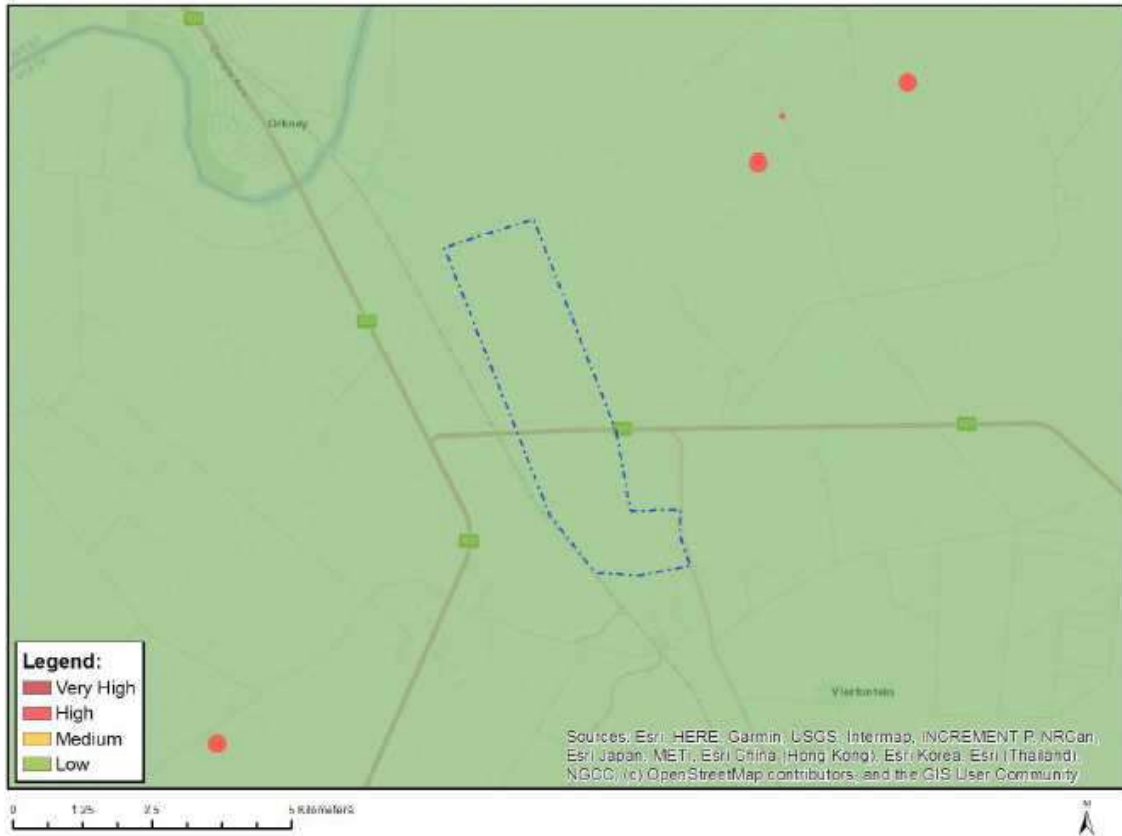 Orkney
Vierfontein
Legend:
Very High
High
Medium
Low
Sources: Esri, HERE, Garmin, USGS, Intermap, INCREMENT P, NRCan,
Esri Japan, METI, Esri China (Hong Kong), Esri Korea, Esri (Thailand),
NGCC, (c) OpenStreetMap contributors, and the GIS User Community
0 1.25 2.5 5 Kilometers
N